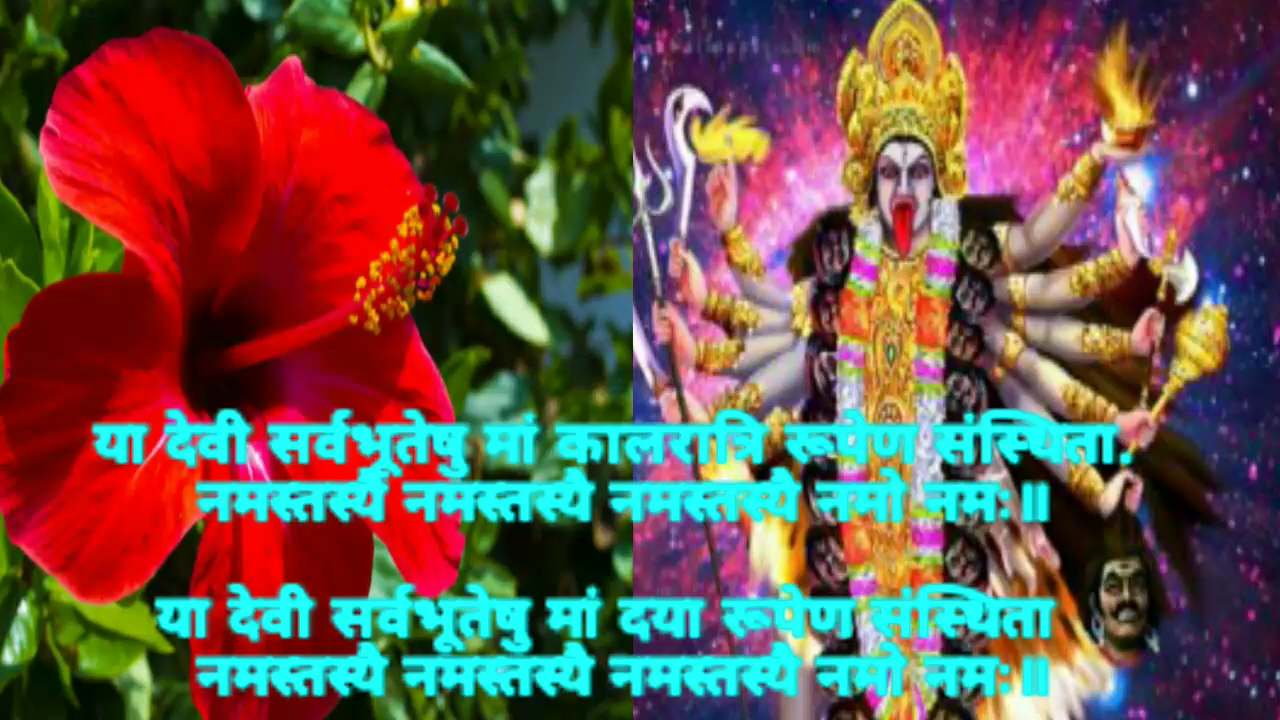 या देवी सर्वभूतेषु मां कालरात्रि रूपेण संस्थिता.
नमस्तस्यै नमस्तस्यै नमस्तस्यै नमो नम:॥
या देवी सर्वभूतेषु मां दया रूपेण संस्थिता
नमस्तस्यै नमस्तस्यै नमस्तस्यै नमो नम:॥